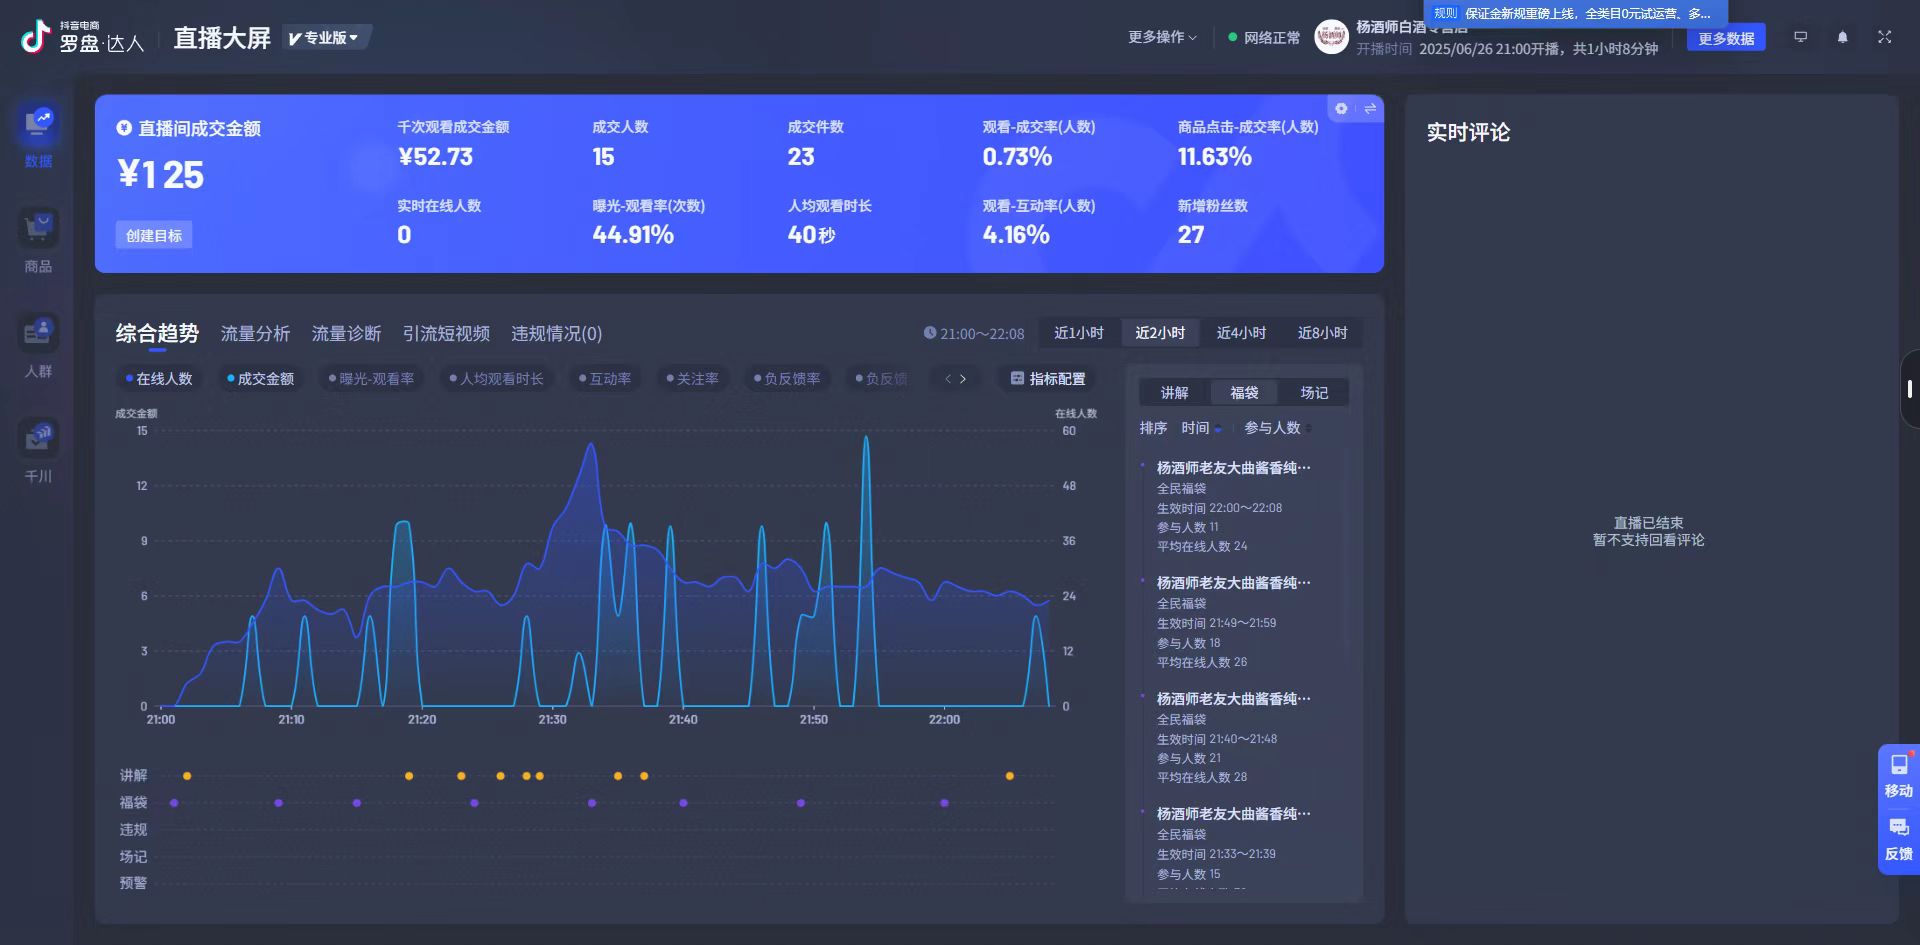 抖音电商
罗盘·达人
直播大屏
专业版
更多操作
网络正常
杨酒师白酒专营店
开播时间 2025/06/26 21:00开播，共1小时8分钟
规则 保证金新规重磅上线，全类目0元试运营、多...
更多数据
数据
商品
人群
千川
直播间成交金额
¥125
创建目标
千次观看成交金额
¥52.73
成交人数
15
成交件数
23
观看-成交率(人数)
0.73%
商品点击-成交率(人数)
11.63%
实时在线人数
0
曝光-观看率(次数)
44.91%
人均观看时长
40秒
观看-互动率(人数)
4.16%
新增粉丝数
27
实时评论
直播已结束
暂不支持回看评论
综合趋势 流量分析 流量诊断 引流短视频 违规情况(0)
21:00～22:08
近1小时 近2小时 近4小时 近8小时
在线人数 成交金额 曝光-观看率 人均观看时长 互动率 关注率 负反馈率 负反馈
指标配置
成交金额 在线人数
15 60
12 48
9 36
6 24
3 12
0 0
21:00 21:10 21:20 21:30 21:40 21:50 22:00
讲解
福袋
违规
场记
预警
讲解 福袋 场记
排序 时间 参与人数
杨酒师老友大曲酱香纯···
全民福袋
生效时间 22:00～22:08
参与人数 11
平均在线人数 24
杨酒师老友大曲酱香纯···
全民福袋
生效时间 21:49～21:59
参与人数 18
平均在线人数 26
杨酒师老友大曲酱香纯···
全民福袋
生效时间 21:40～21:48
参与人数 21
平均在线人数 28
杨酒师老友大曲酱香纯···
全民福袋
生效时间 21:33～21:39
参与人数 15
移动
反馈